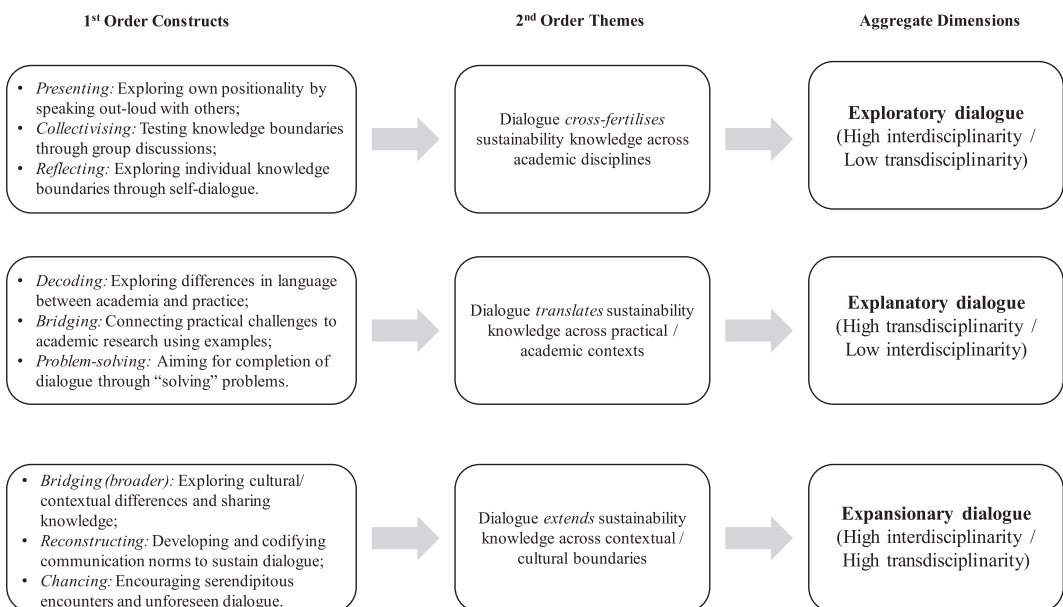 1st Order Constructs
2nd Order Themes
Aggregate Dimensions
• Presenting: Exploring own positionality by
speaking out-loud with others;
• Collectivising: Testing knowledge boundaries
through group discussions;
• Reflecting: Exploring individual knowledge
boundaries through self-dialogue.
Dialogue cross-fertilises
sustainability knowledge across
academic disciplines
Exploratory dialogue
(High interdisciplinarity /
Low transdisciplinarity)
• Decoding: Exploring differences in language
between academia and practice;
• Bridging: Connecting practical challenges to
academic research using examples;
• Problem-solving: Aiming for completion of
dialogue through “solving” problems.
Dialogue translates sustainability
knowledge across practical /
academic contexts
Explanatory dialogue
(High transdisciplinarity /
Low interdisciplinarity)
• Bridging (broader): Exploring cultural/
contextual differences and sharing
knowledge;
• Reconstructing: Developing and codifying
communication norms to sustain dialogue;
• Chancing: Encouraging serendipitous
encounters and unforeseen dialogue.
Dialogue extends sustainability
knowledge across contextual /
cultural boundaries
Expansionary dialogue
(High interdisciplinarity /
High transdisciplinarity)